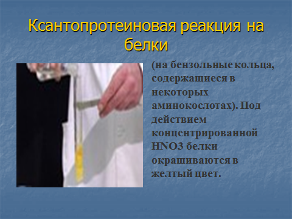 Ксантопротеиновая реакция на
белки
(на бензольные кольца,
содержащиеся в
некоторых
аминокислотах). Под
действием
концентрированной
HNO3 белки
окрашиваются в
желтый цвет.